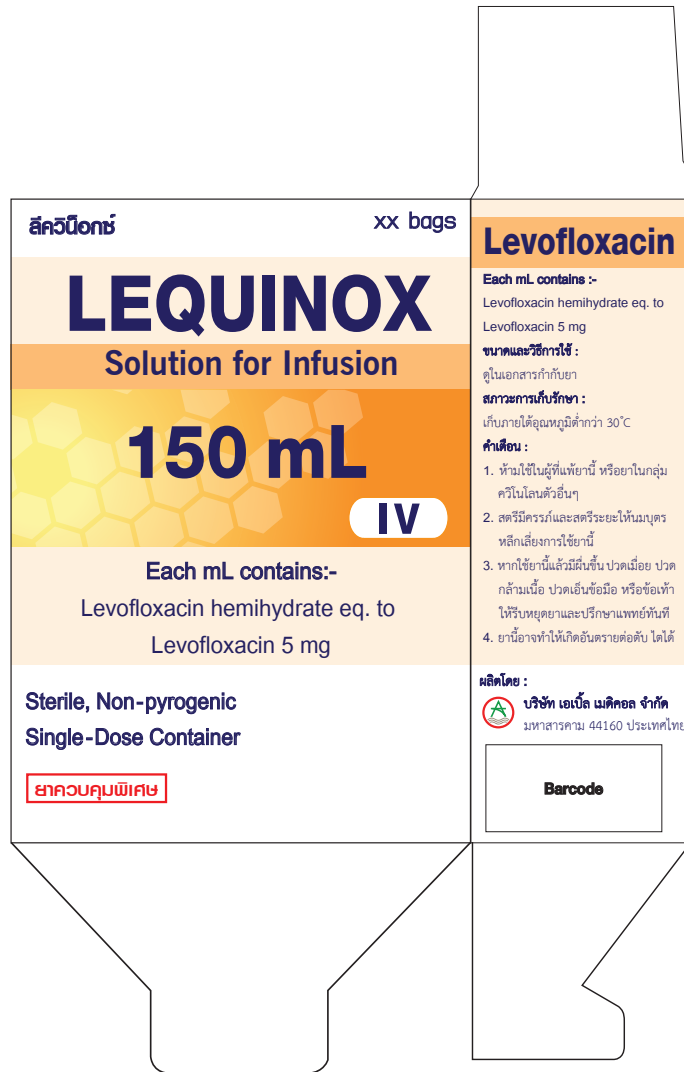 ลีควิน็อกซ์
xx bags
LEQUINOX
Solution for Infusion
150 mL
IV
Each mL contains:-
Levofloxacin hemihydrate eq. to
Levofloxacin 5 mg
Sterile, Non-pyrogenic
Single-Dose Container
ยาควบคุมพิเศษ
Levofloxacin
Each mL contains :-
Levofloxacin hemihydrate eq. to
Levofloxacin 5 mg
ขนาดและวิธีการใช้ :
ดูในเอกสารกำกับยา
สภาวะการเก็บรักษา :
เก็บภายใต้อุณหภูมิต่ำกว่า 30˚C
คำเตือน :
1. ห้ามใช้ในผู้ที่แพ้ยานี้ หรือยาในกลุ่ม
ควิโนโลนตัวอื่นๆ
2. สตรีมีครรภ์และสตรีระยะให้นมบุตร
หลีกเลี่ยงการใช้ยานี้
3. หากใช้ยานี้แล้วมีผื่นขึ้น ปวดเมื่อย ปวด
กล้ามเนื้อ ปวดเอ็นข้อมือ หรือข้อเท้า
ให้รีบหยุดยาและปรึกษาแพทย์ทันที
4. ยานี้อาจทำให้เกิดอันตรายต่อตับ ไตได้
ผลิตโดย :
บริษัท เอเบิ้ล เมดิคอล จำกัด
มหาสารคาม 44160 ประเทศไทย
Barcode